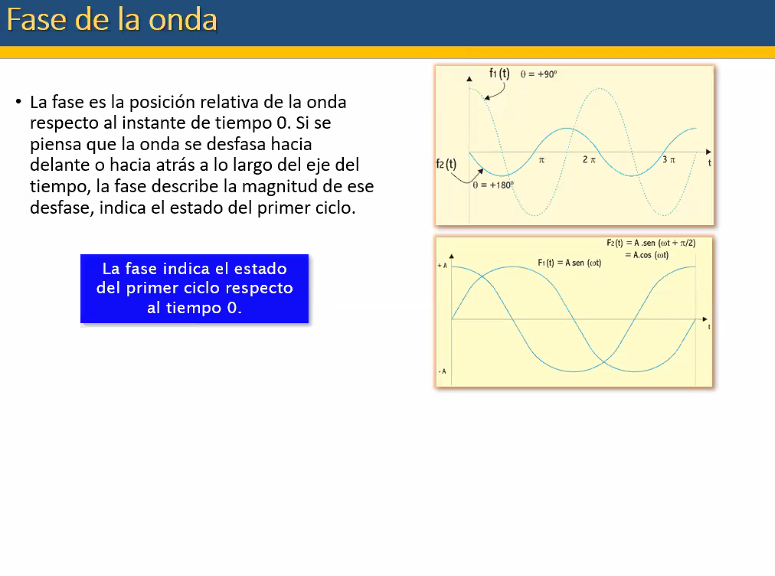 Fase de la onda
• La fase es la posición relativa de la onda
respecto al instante de tiempo 0. Si se
piensa que la onda se desfasa hacia
delante o hacia atrás a lo largo del eje del
tiempo, la fase describe la magnitud de ese
desfase, indica el estado del primer ciclo.
La fase indica el estado
del primer ciclo respecto
al tiempo 0.
f1 (t) θ = +90º
f2 (t)
π 2 π 3 π t
θ = +180º
F2 (t) = A .sen (ωt + π/2)
= A.cos (ωt)
F1 (t) = A sen (ωt)
+ A
t
- A